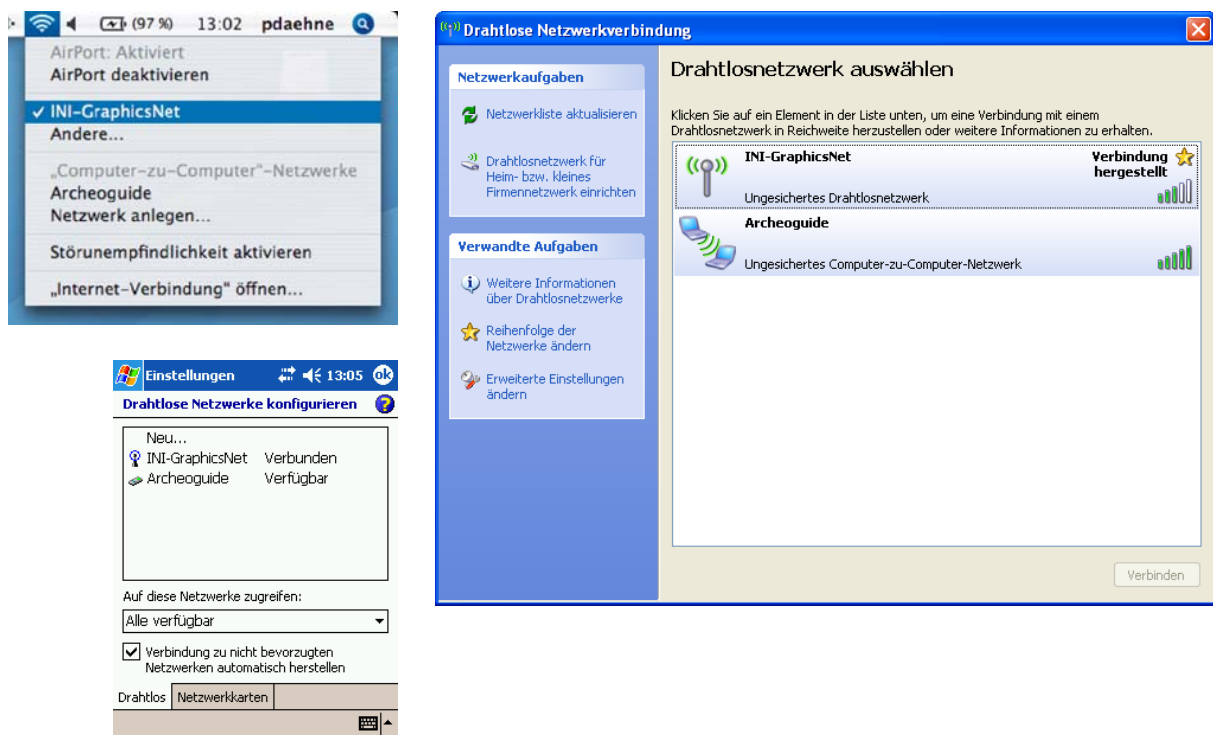 (97 %) 13:02 pdaehne
AirPort: Aktiviert
AirPort deaktivieren
✓ INI-GraphicsNet
Andere...
„Computer-zu-Computer“-Netzwerke
Archeoguide
Netzwerk anlegen...
Störunempfindlichkeit aktivieren
„Internet-Verbindung“ öffnen...
Drahtlose Netzwerkverbindung
Netzwerkaufgaben
Netzwerkliste aktualisieren
Drahtlosnetzwerk für
Heim- bzw. kleines
Firmennetzwerk einrichten
Verwandte Aufgaben
Weitere Informationen
über Drahtlosnetzwerke
Reihenfolge der
Netzwerke ändern
Erweiterte Einstellungen
ändern
Drahtlosnetzwerk auswählen
Klicken Sie auf ein Element in der Liste unten, um eine Verbindung mit einem
Drahtlosnetzwerk in Reichweite herzustellen oder weitere Informationen zu erhalten.
INI-GraphicsNet Verbindung
hergestellt
Ungesichertes Drahtlosnetzwerk
Archeoguide
Ungesichertes Computer-zu-Computer-Netzwerk
Verbinden
Einstellungen 13:05 ok
Drahtlose Netzwerke konfigurieren ?
Neu...
INI-GraphicsNet Verbunden
Archeoguide Verfügbar
Auf diese Netzwerke zugreifen:
Alle verfügbar
Verbindung zu nicht bevorzugten
Netzwerken automatisch herstellen
Drahtlos Netzwerkkarten